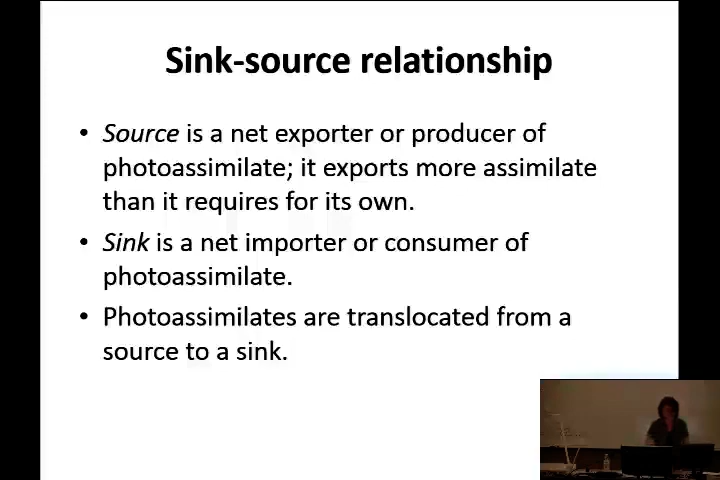 Sink-source relationship
• Source is a net exporter or producer of
photoassimilate; it exports more assimilate
than it requires for its own.
• Sink is a net importer or consumer of
photoassimilate.
• Photoassimilates are translocated from a
source to a sink.